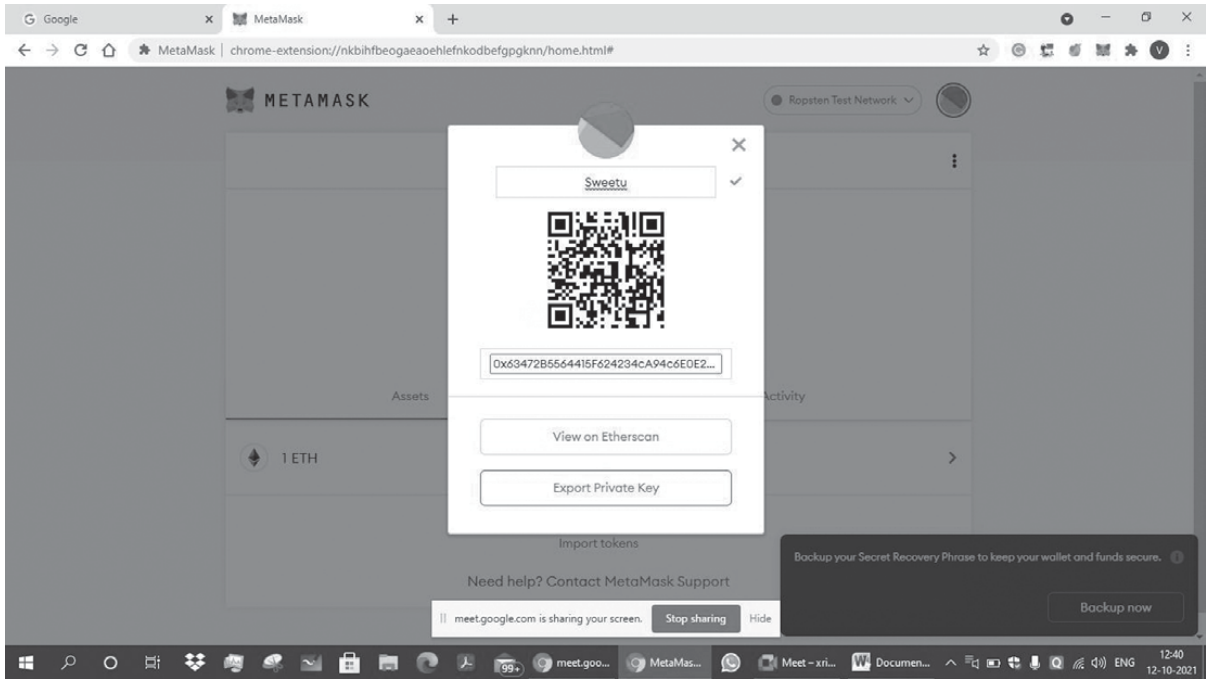 Google
MetaMask
MetaMask | chrome-extension://nkbihfbeogaeaoehlefnkodbefgpgknn/home.html#
V
METAMASK
Ropsten Test Network
Sweetu
0x63472B5564415F624234cA94c6E0E2...
Assets
Activity
View on Etherscan
1 ETH
Export Private Key
Import tokens
Backup your Secret Recovery Phrase to keep your wallet and funds secure.
Need help? Contact MetaMask Support
Backup now
meet.google.com is sharing your screen. Stop sharing Hide
99+ meet.goo... MetaMas... Meet – xri... Documen... ENG 12:40
12-10-2021